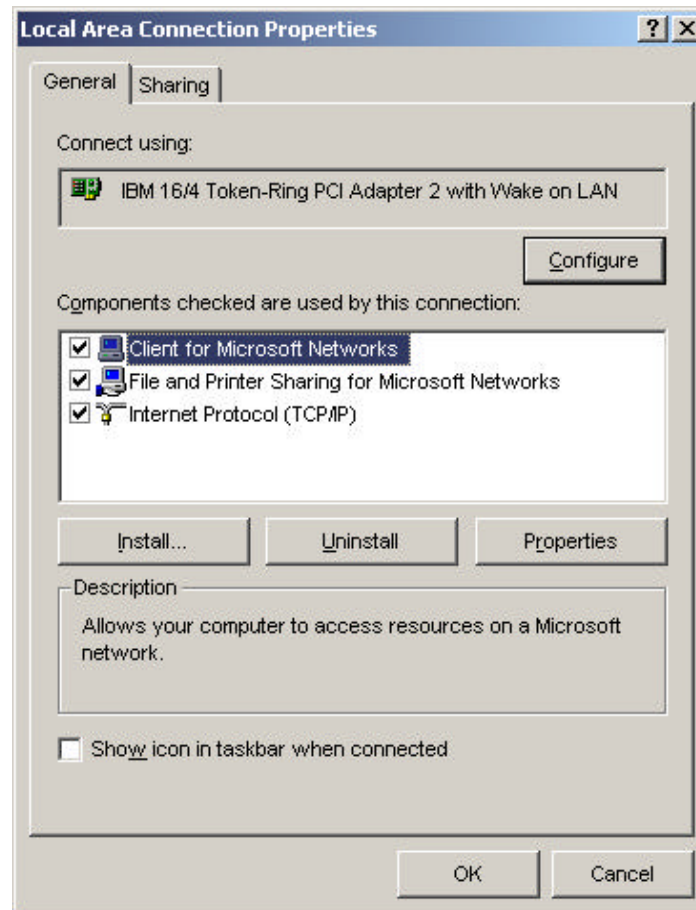 Local Area Connection Properties
General
Sharing
Connect using:
IBM 16/4 Token-Ring PCI Adapter 2 with Wake on LAN
Configure
Components checked are used by this connection:
Client for Microsoft Networks
File and Printer Sharing for Microsoft Networks
Internet Protocol (TCP/IP)
Install... Uninstall Properties
Description
Allows your computer to access resources on a Microsoft
network.
Show icon in taskbar when connected
OK Cancel